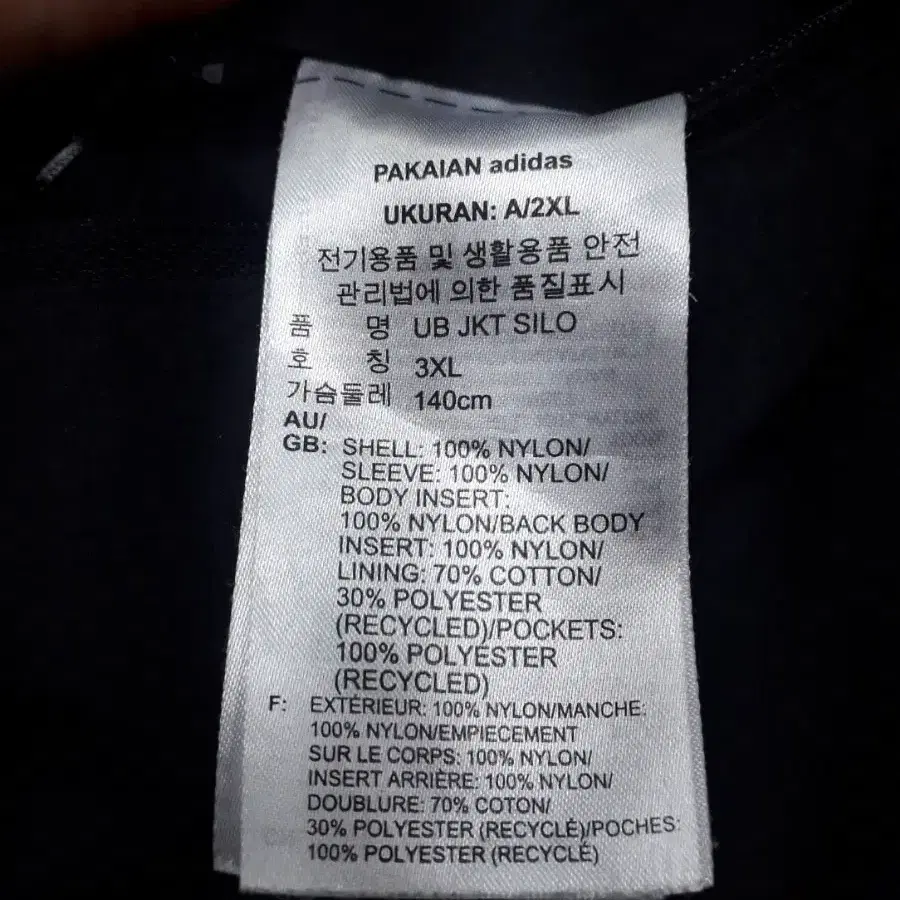 PAKAIAN adidas
UKURAN: A/2XL
전기용품 및 생활용품 안전
관리법에 의한 품질표시
품 명 UB JKT SILO
호 칭 3XL
가슴둘레 140cm
AU/
GB: SHELL: 100% NYLON/
SLEEVE: 100% NYLON/
BODY INSERT:
100% NYLON/BACK BODY
INSERT: 100% NYLON/
LINING: 70% COTTON/
30% POLYESTER
(RECYCLED)/POCKETS:
100% POLYESTER
(RECYCLED)
F: EXTÉRIEUR: 100% NYLON/MANCHE:
100% NYLON/EMPIECEMENT
SUR LE CORPS: 100% NYLON/
INSERT ARRIÈRE: 100% NYLON/
DOUBLURE: 70% COTON/
30% POLYESTER (RECYCLÉ)/POCHES:
100% POLYESTER (RECYCLÉ)